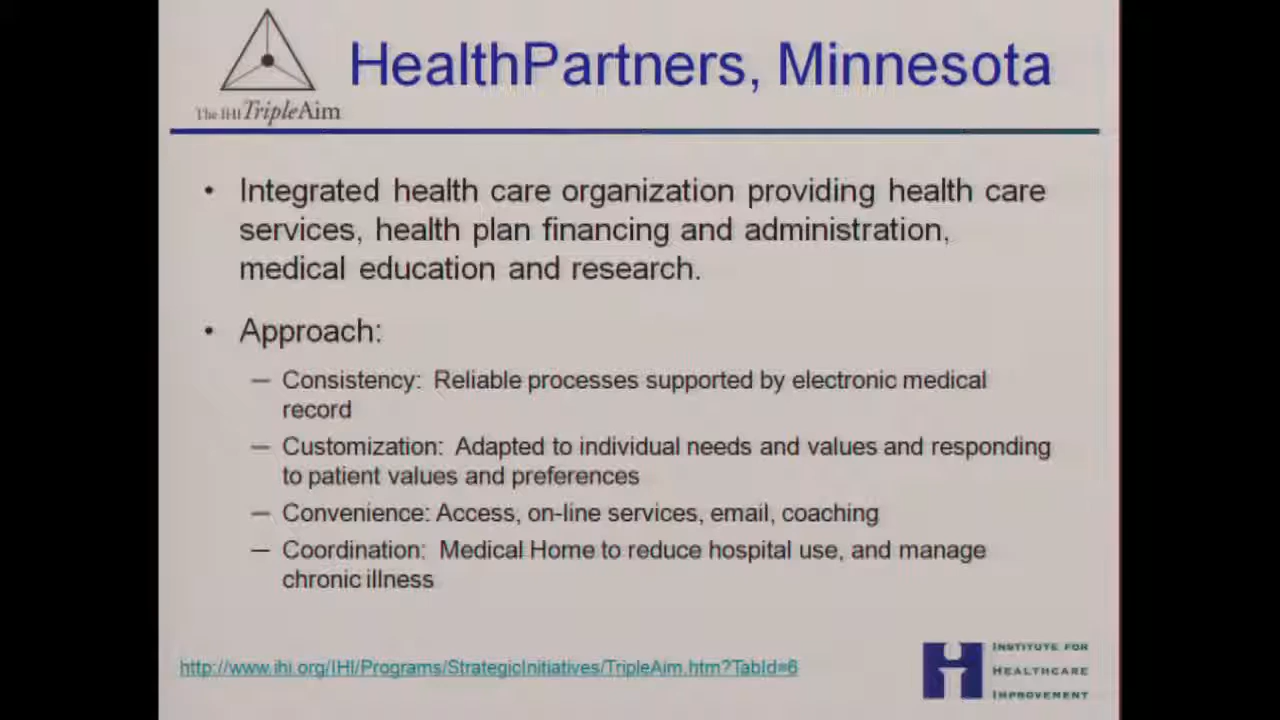 HealthPartners, Minnesota
The IHI TripleAim
• Integrated health care organization providing health care
services, health plan financing and administration,
medical education and research.
• Approach:
– Consistency: Reliable processes supported by electronic medical
record
– Customization: Adapted to individual needs and values and responding
to patient values and preferences
– Convenience: Access, on-line services, email, coaching
– Coordination: Medical Home to reduce hospital use, and manage
chronic illness
http://www.ihi.org/IHI/Programs/StrategicInitiatives/TripleAim.htm?TabId=6
INSTITUTE FOR
HEALTHCARE
IMPROVEMENT